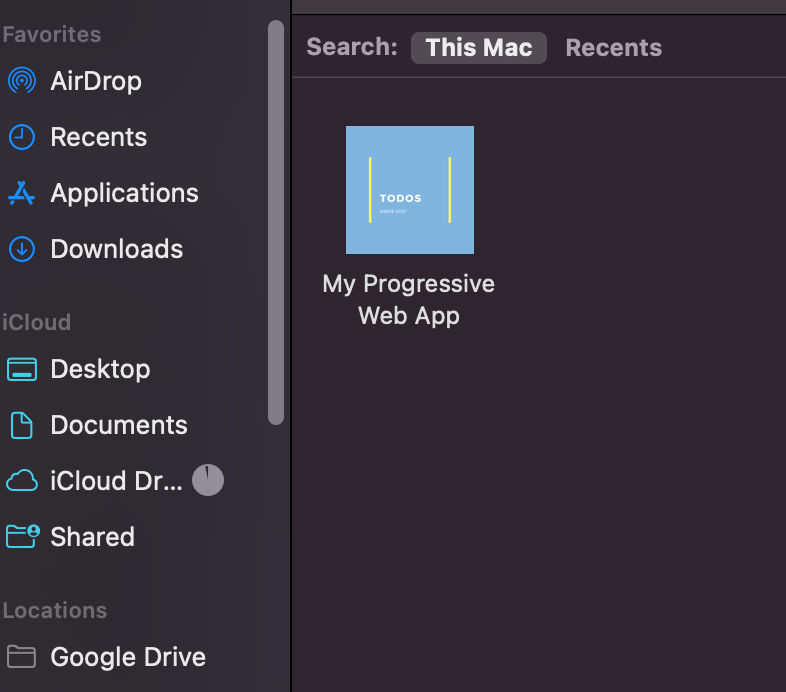 Favorites
AirDrop
Recents
Applications
Downloads
iCloud
Desktop
Documents
iCloud Dr...
Shared
Locations
Google Drive
Search: This Mac Recents
TODOS
SINCE 2021
My Progressive
Web App